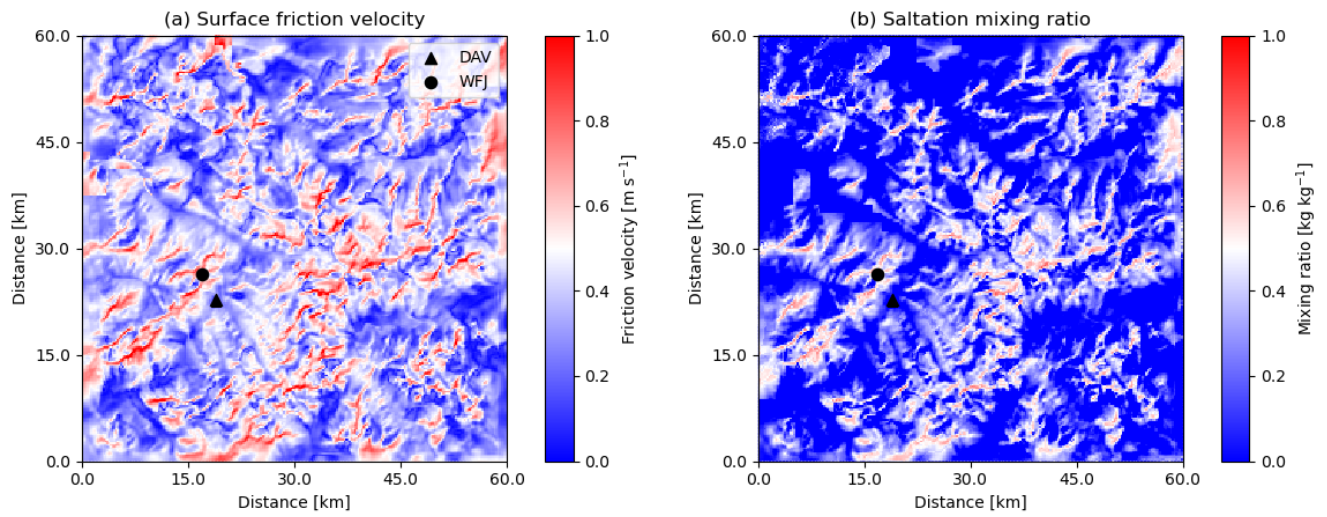 (a) Surface friction velocity
60.0
45.0
30.0
15.0
0.0
Distance [km]
0.0 15.0 30.0 45.0 60.0
Distance [km]
DAV
WFJ
1.0
0.8
0.6
0.4
0.2
0.0
Friction velocity [m s⁻¹]
(b) Saltation mixing ratio
60.0
45.0
30.0
15.0
0.0
Distance [km]
0.0 15.0 30.0 45.0 60.0
Distance [km]
1.0
0.8
0.6
0.4
0.2
0.0
Mixing ratio [kg kg⁻¹]